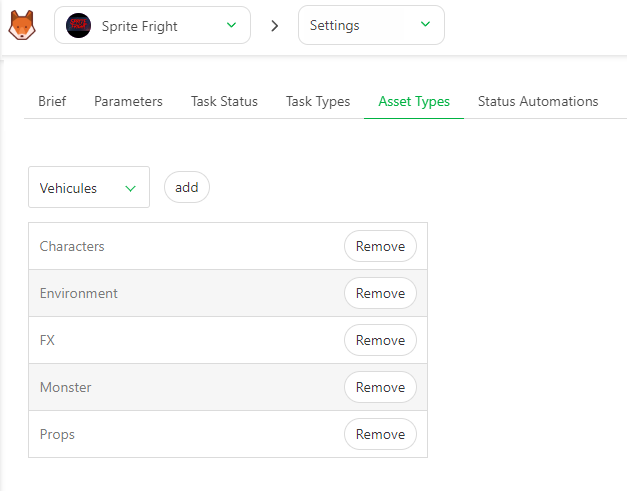 Sprite Fright
Settings
Brief Parameters Task Status Task Types Asset Types Status Automations
Vehicules add
Characters Remove
Environment Remove
FX Remove
Monster Remove
Props Remove